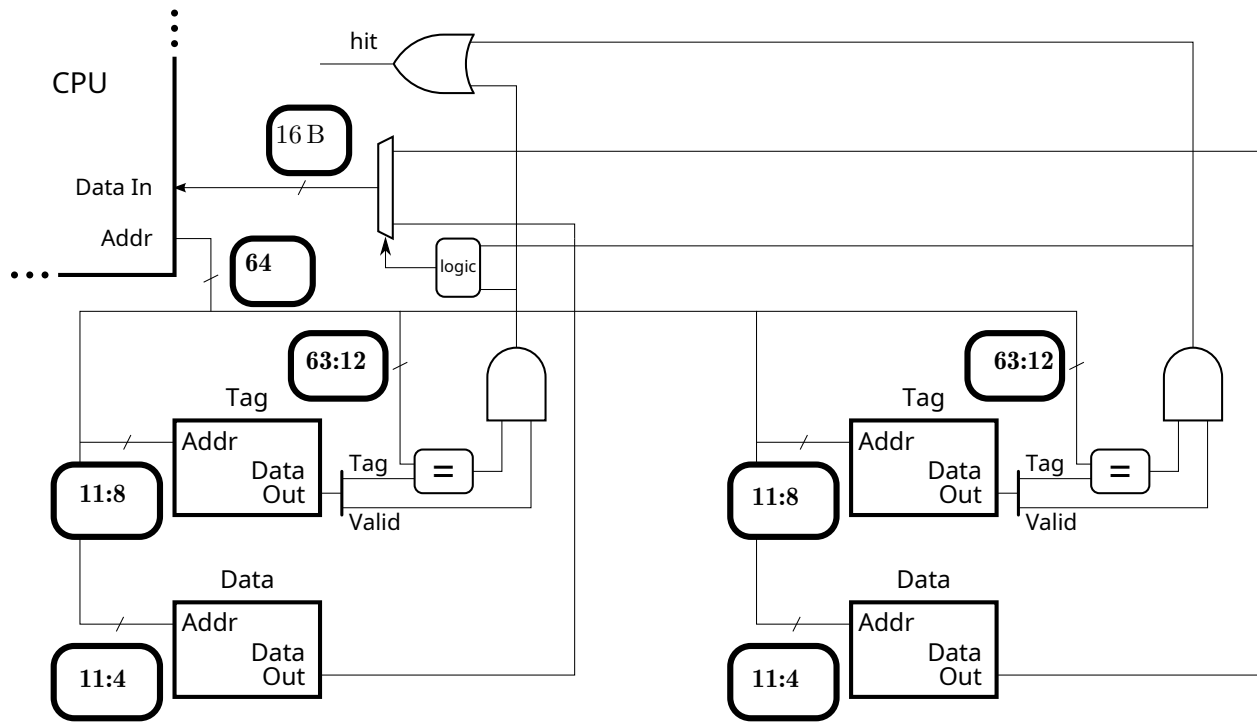 hit
CPU
16 B
Data In
Addr
64
logic
63:12
63:12
Tag
Tag
Addr
Data
Out
Tag
Valid
11:8
Addr
Data
Out
Tag
Valid
11:8
=
=
Data
Data
Addr
Data
Out
11:4
Addr
Data
Out
11:4